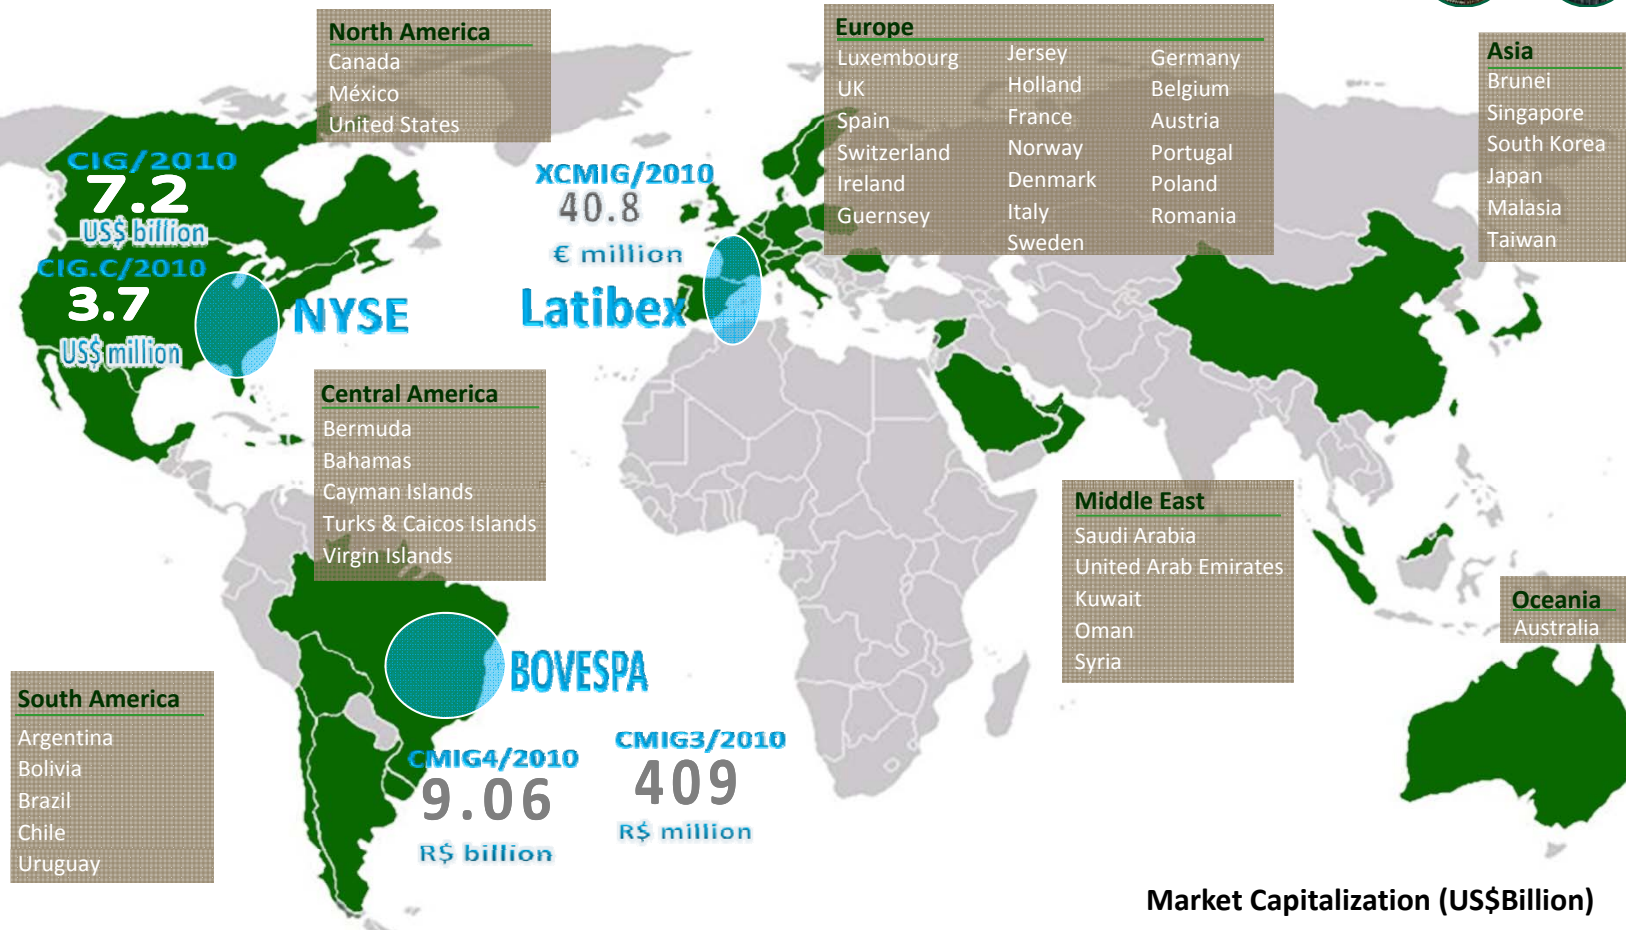 North America
Canada
México
United States
Europe
Luxembourg
UK
Spain
Switzerland
Ireland
Guernsey
Jersey
Holland
France
Norway
Denmark
Italy
Sweden
Germany
Belgium
Austria
Portugal
Poland
Romania
Asia
Brunei
Singapore
South Korea
Japan
Malasia
Taiwan
CIG/2010
7.2
US$ billion
CIG.C/2010
3.7
US$ million
NYSE
XCMIG/2010
40.8
€ million
Latibex
Central America
Bermuda
Bahamas
Cayman Islands
Turks & Caicos Islands
Virgin Islands
Middle East
Saudi Arabia
United Arab Emirates
Kuwait
Oman
Syria
Oceania
Australia
South America
Argentina
Bolivia
Brazil
Chile
Uruguay
BOVESPA
CMIG4/2010
9.06
R$ billion
CMIG3/2010
409
R$ million
Market Capitalization (US$Billion)